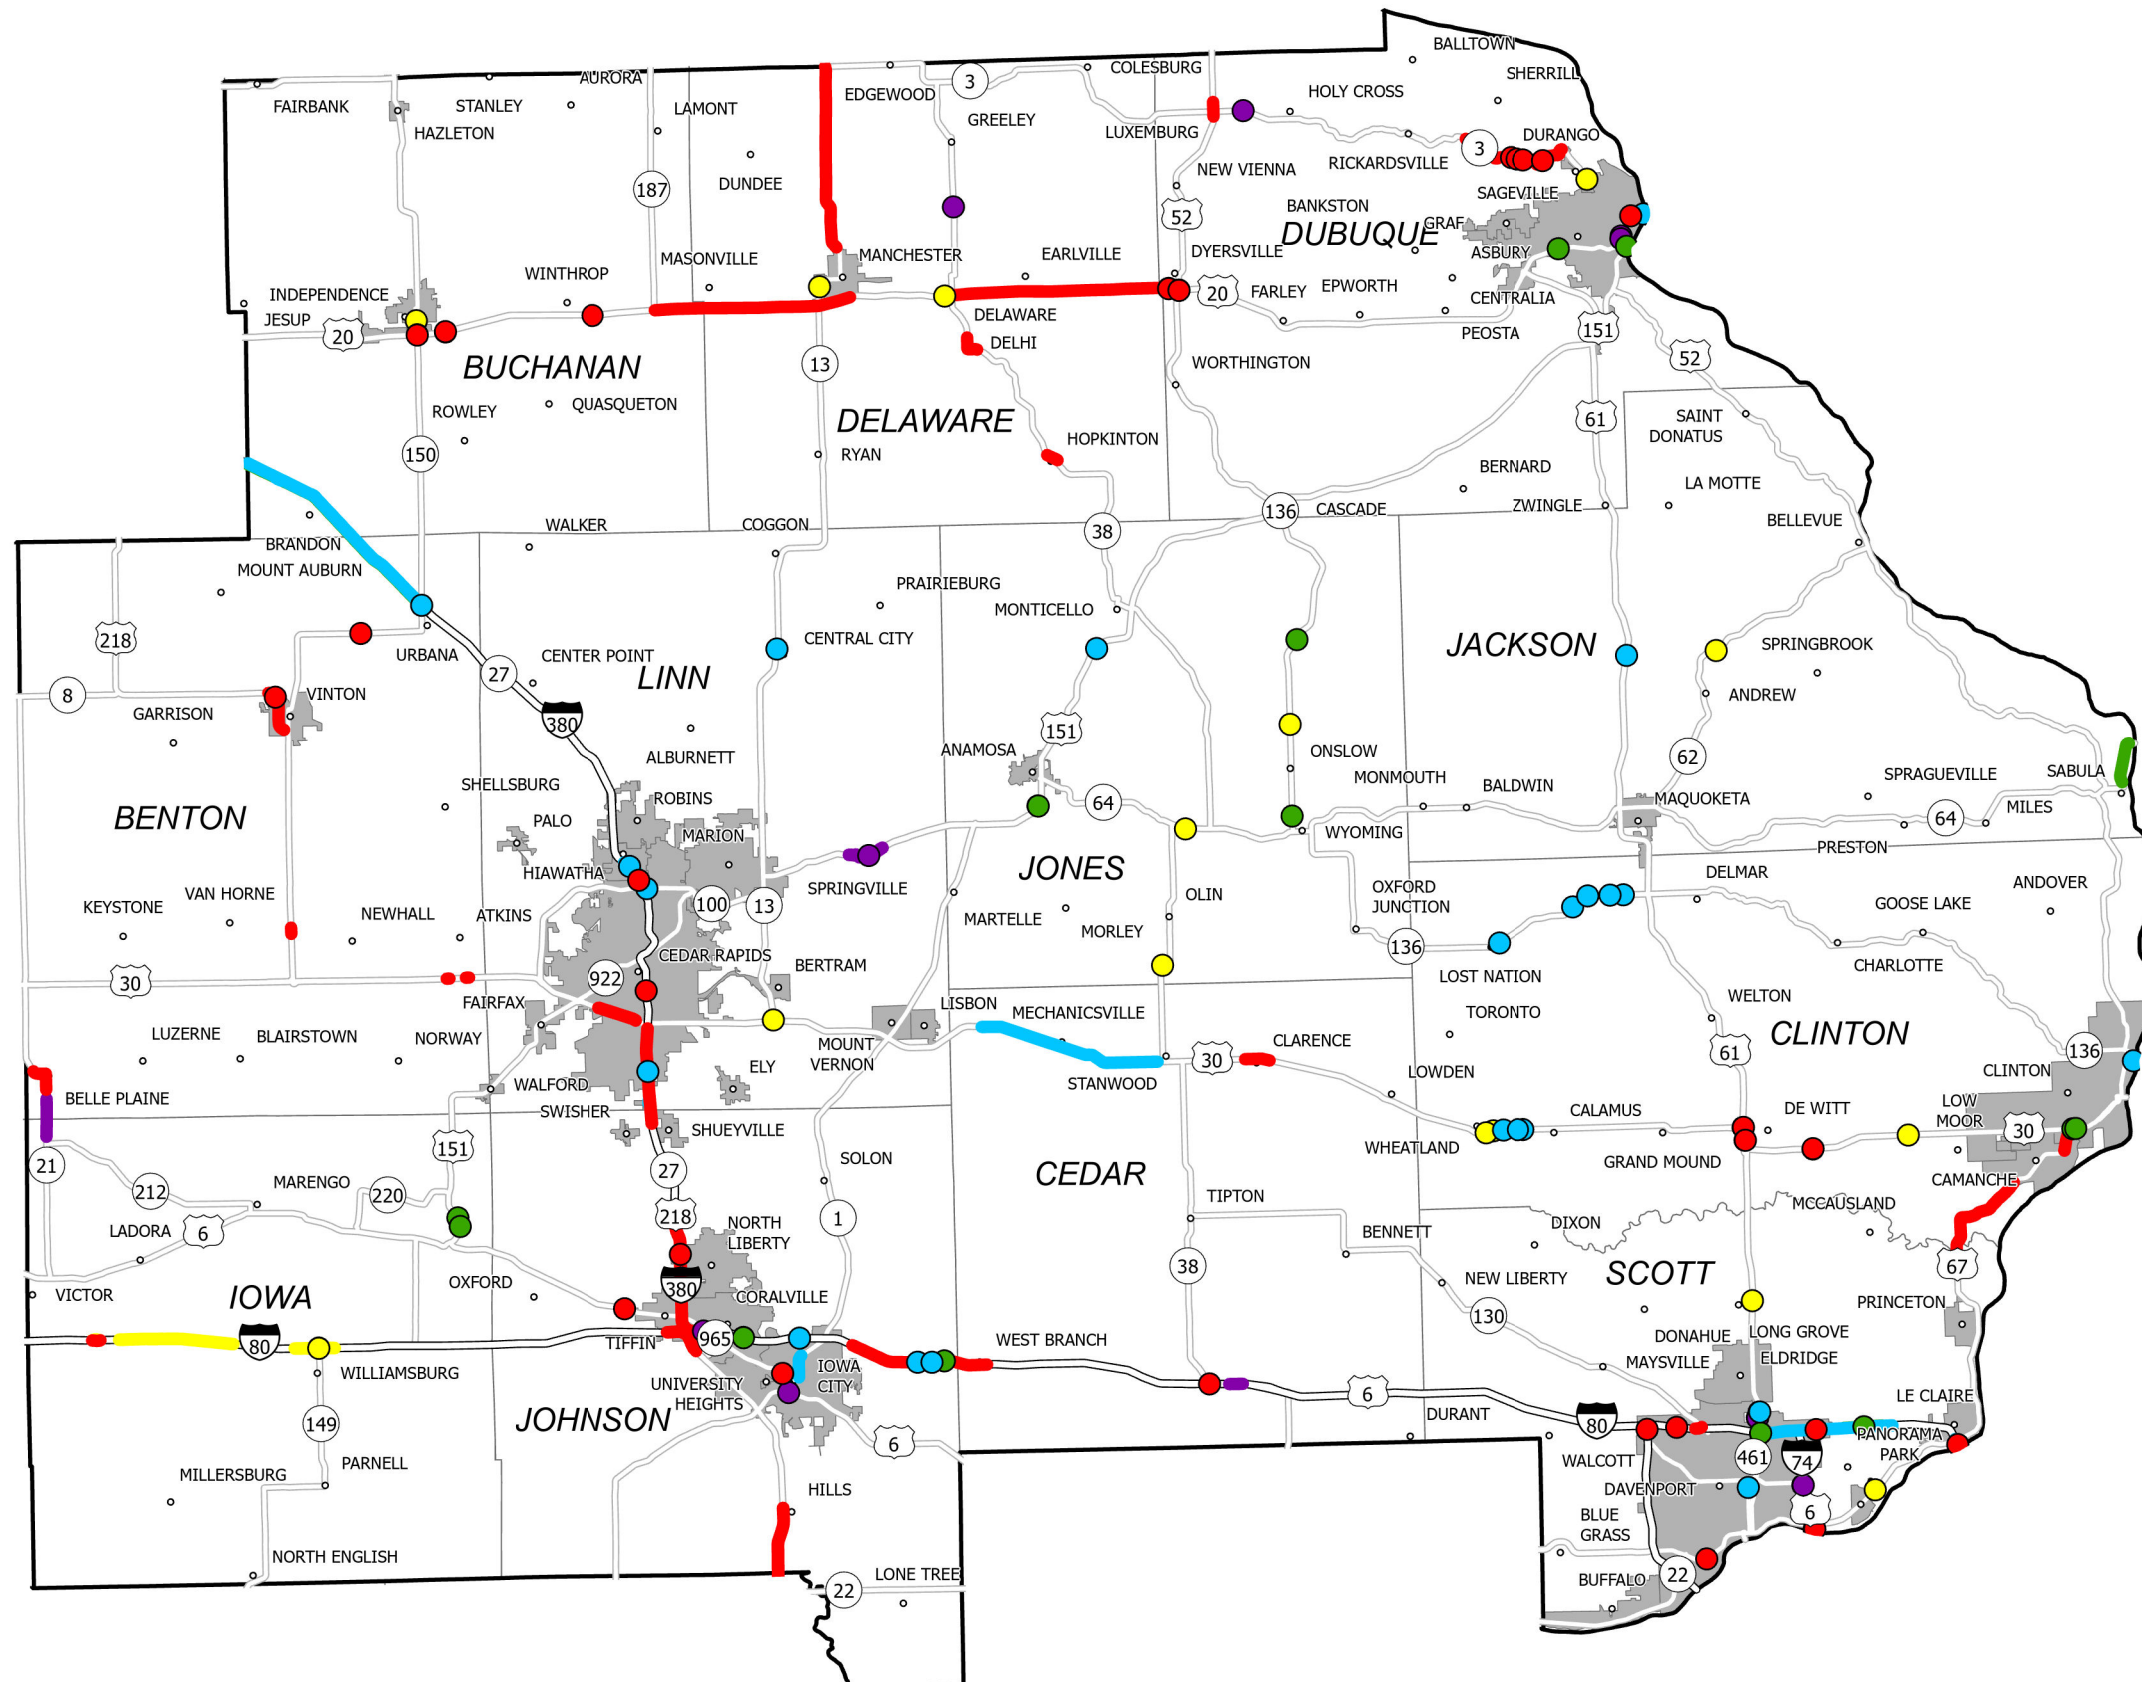 BALLTOWN
COLESBURG
SHERRILL
AURORA
EDGEWOOD
3
HOLY CROSS
FAIRBANK
STANLEY
LAMONT
GREELEY
HAZLETON
LUXEMBURG
DURANGO
3
RICKARDSVILLE
187
DUNDEE
NEW VIENNA
SAGEVILLE
52
BANKSTON
GRAF
DUBUQUE
MASONVILLE
MANCHESTER
EARLVILLE
DYERSVILLE
ASBURY
WINTHROP
INDEPENDENCE
20
FARLEY
EPWORTH
CENTRALIA
JESUP
20
DELAWARE
PEOSTA
151
DELHI
BUCHANAN
13
WORTHINGTON
52
ROWLEY
QUASQUETON
DELAWARE
61
SAINT
DONATUS
HOPKINTON
150
RYAN
BERNARD
LA MOTTE
WALKER
COGGON
38
136
CASCADE
ZWINGLE
BELLEVUE
BRANDON
MOUNT AUBURN
PRAIRIEBURG
MONTICELLO
218
URBANA
CENTER POINT
CENTRAL CITY
JACKSON
SPRINGBROOK
27
LINN
8
VINTON
ANDREW
GARRISON
380
151
ANAMOSA
ONSLOW
62
ALBURNETT
MONMOUTH
BALDWIN
SPRAGUEVILLE
SABULA
SHELLSBURG
ROBINS
64
MAQUOKETA
MILES
BENTON
PALO
MARION
WYOMING
64
PRESTON
HIAWATHA
SPRINGVILLE
JONES
DELMAR
VAN HORNE
OLIN
OXFORD
JUNCTION
ANDOVER
KEYSTONE
NEWHALL
ATKINS
100
13
MARTELLE
GOOSE LAKE
MORLEY
136
CEDAR RAPIDS
BERTRAM
LOST NATION
CHARLOTTE
30
922
FAIRFAX
LISBON
MECHANICSVILLE
TORONTO
WELTON
LUZERNE
BLAIRSTOWN
NORWAY
MOUNT
VERNON
CLARENCE
61
CLINTON
136
30
ELY
STANWOOD
LOWDEN
CLINTON
BELLE PLAINE
WALFORD
SWISHER
CALAMUS
DE WITT
LOW
MOOR
SHUEYVILLE
30
151
WHEATLAND
GRAND MOUND
21
27
SOLON
CEDAR
CAMANCHE
212
MARENGO
220
TIPTON
MCCAUSLAND
218
1
LADORA
6
NORTH
LIBERTY
BENNETT
DIXON
38
67
OXFORD
380
NEW LIBERTY
SCOTT
VICTOR
IOWA
CORALVILLE
130
PRINCETON
80
TIFFIN
965
WEST BRANCH
DONAHUE
LONG GROVE
WILLIAMSBURG
IOWA
CITY
MAYSVILLE
ELDRIDGE
UNIVERSITY
HEIGHTS
6
LE CLAIRE
149
JOHNSON
DURANT
80
6
PANORAMA
PARK
461
74
WALCOTT
PARNELL
MILLERSBURG
HILLS
DAVENPORT
6
BLUE
GRASS
NORTH ENGLISH
LONE TREE
22
BUFFALO
22